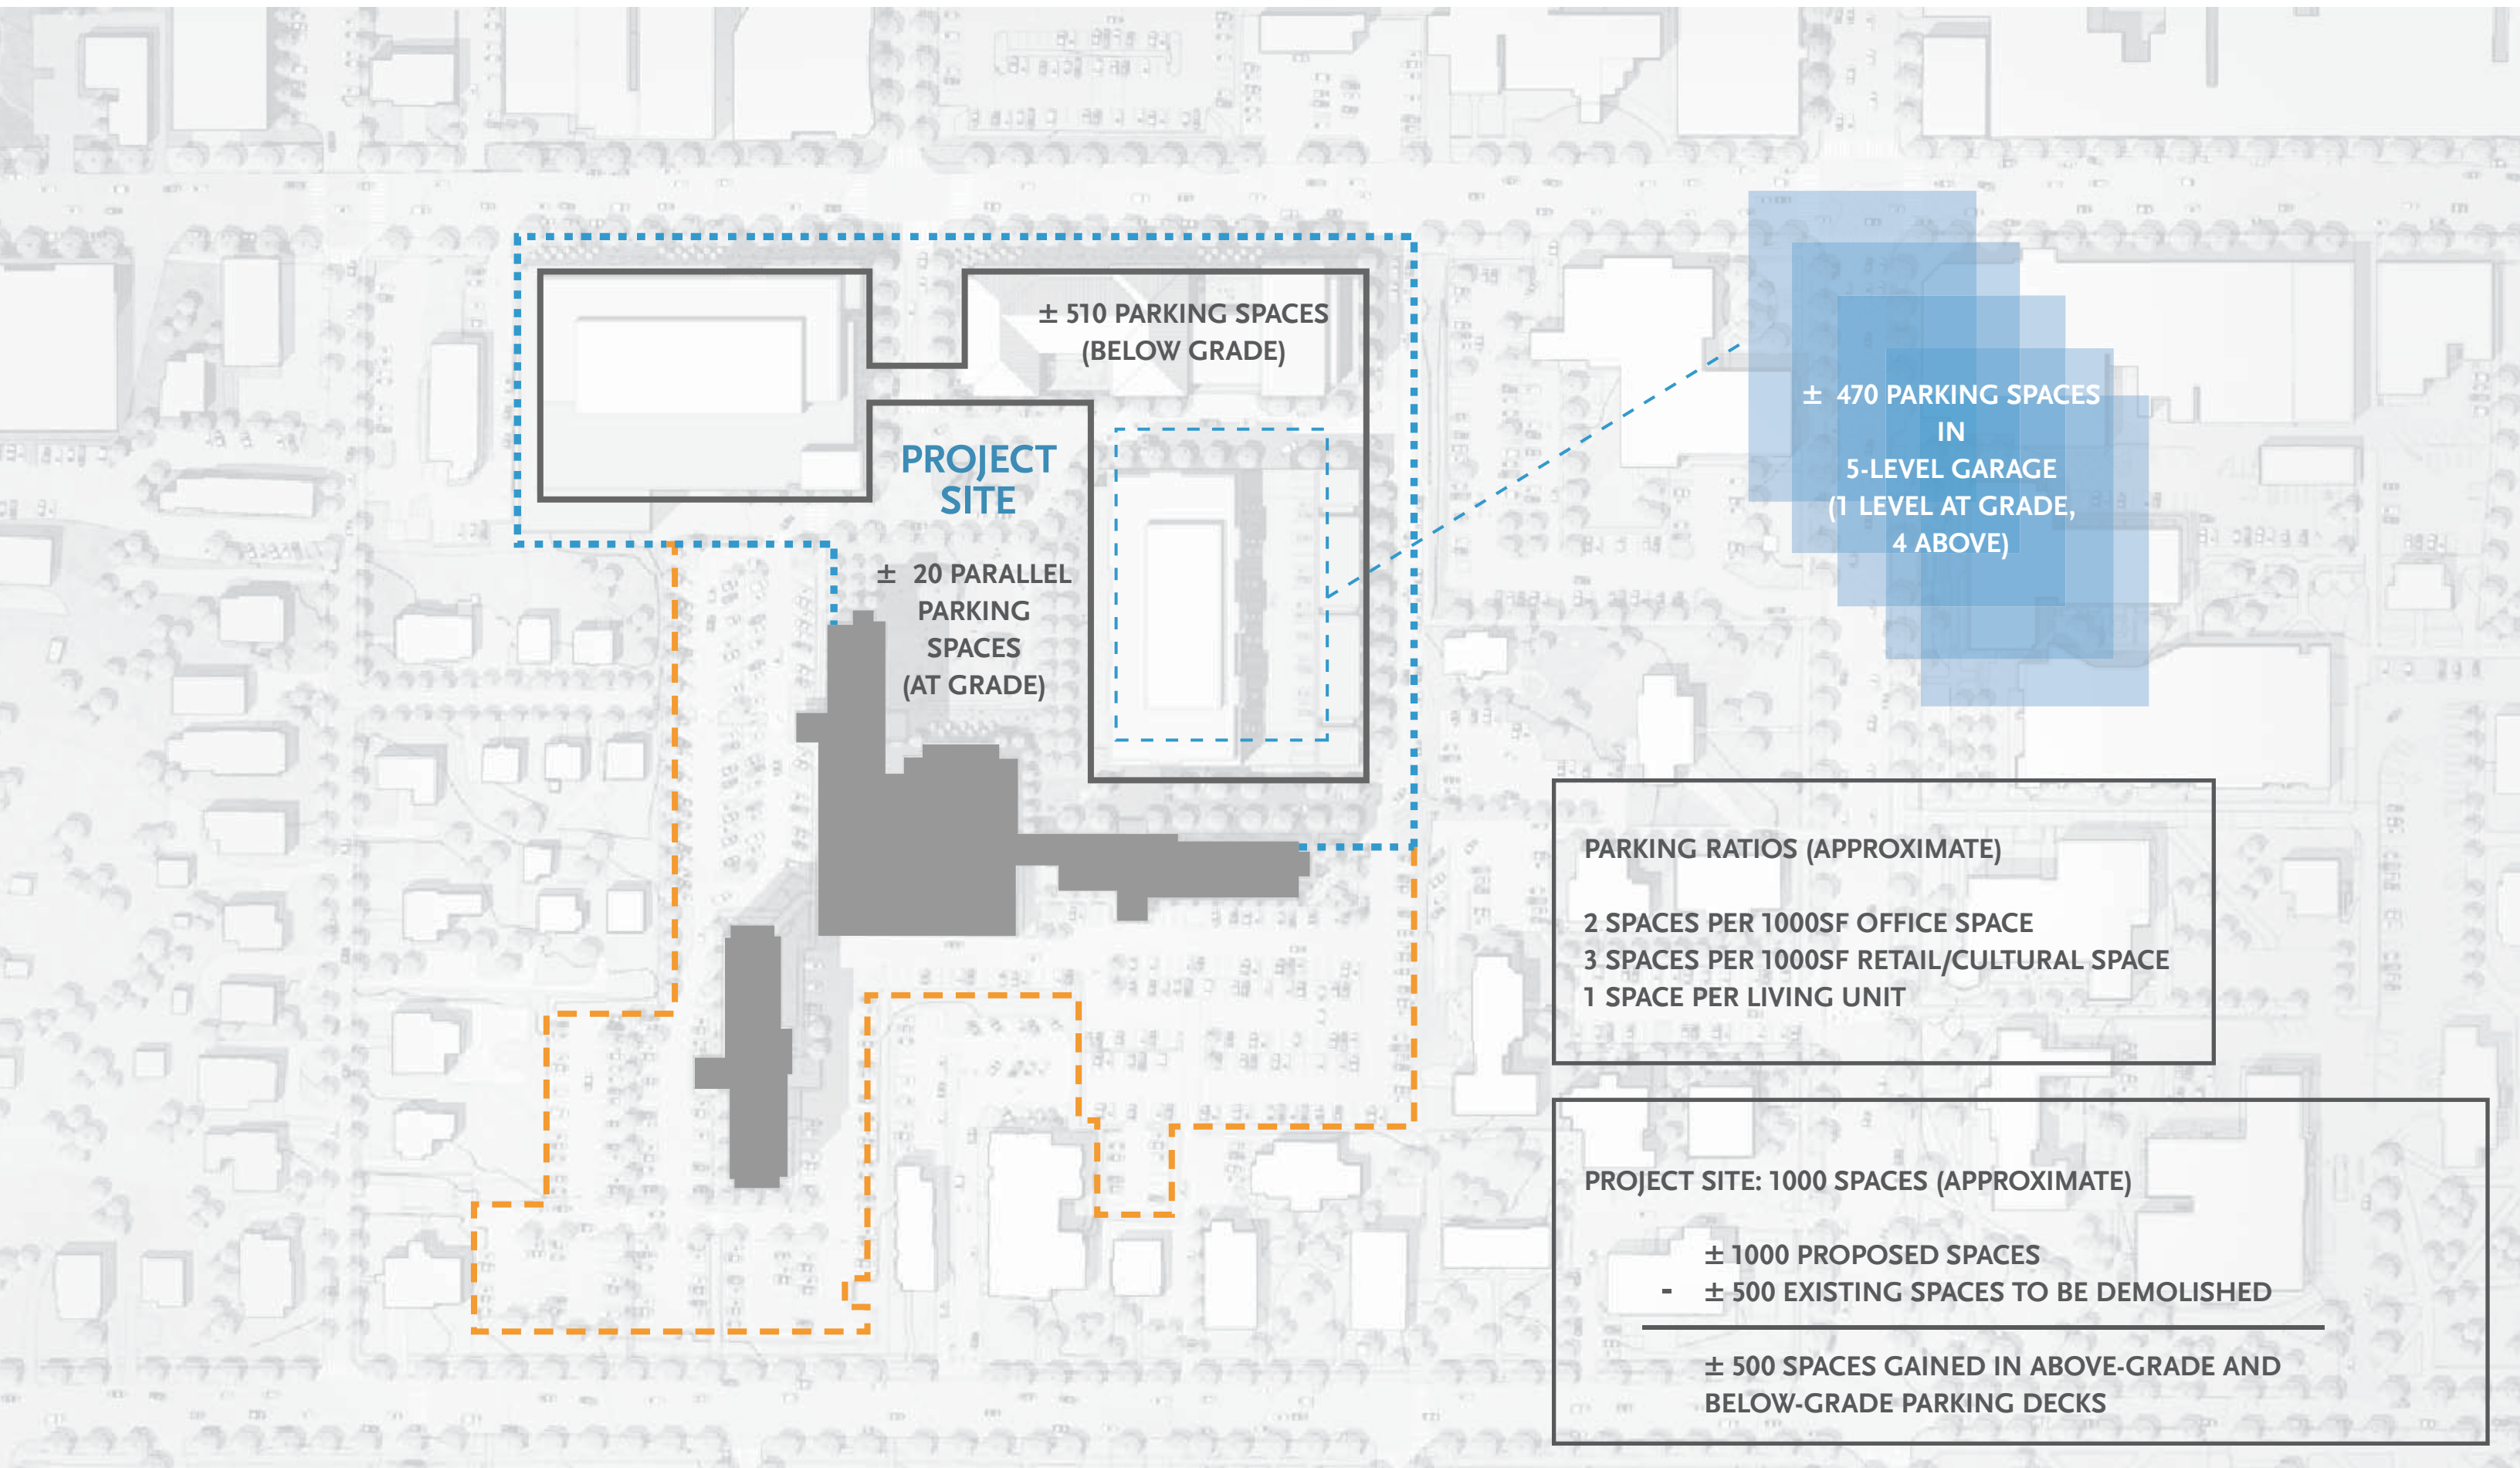 ± 510 PARKING SPACES
(BELOW GRADE)
PROJECT
SITE
± 20 PARALLEL
PARKING
SPACES
(AT GRADE)
± 470 PARKING SPACES
IN
5-LEVEL GARAGE
(1 LEVEL AT GRADE,
4 ABOVE)
PARKING RATIOS (APPROXIMATE)
2 SPACES PER 1000SF OFFICE SPACE
3 SPACES PER 1000SF RETAIL/CULTURAL SPACE
1 SPACE PER LIVING UNIT
PROJECT SITE: 1000 SPACES (APPROXIMATE)
± 1000 PROPOSED SPACES
- ± 500 EXISTING SPACES TO BE DEMOLISHED
± 500 SPACES GAINED IN ABOVE-GRADE AND
BELOW-GRADE PARKING DECKS